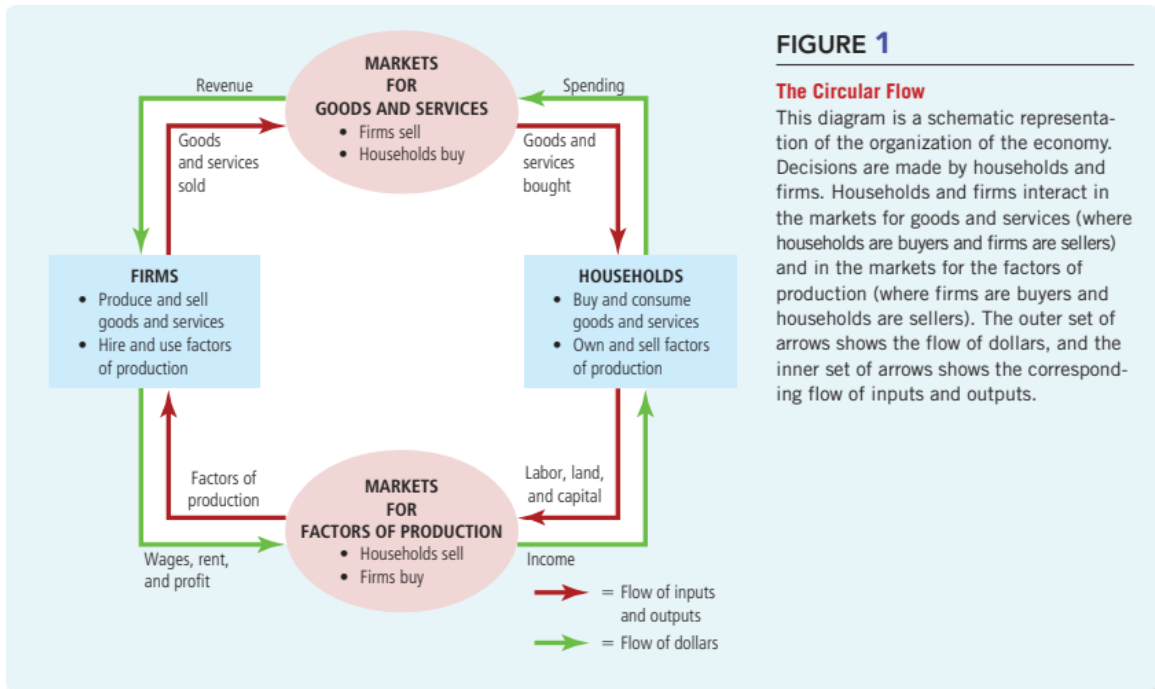 FIGURE 1
The Circular Flow
This diagram is a schematic representa-
tion of the organization of the economy.
Decisions are made by households and
firms. Households and firms interact in
the markets for goods and services (where
households are buyers and firms are sellers)
and in the markets for the factors of
production (where firms are buyers and
households are sellers). The outer set of
arrows shows the flow of dollars, and the
inner set of arrows shows the correspond-
ing flow of inputs and outputs.
MARKETS
FOR
GOODS AND SERVICES
• Firms sell
• Households buy
Revenue
Spending
Goods
and services
sold
Goods and
services
bought
FIRMS
• Produce and sell
goods and services
• Hire and use factors
of production
HOUSEHOLDS
• Buy and consume
goods and services
• Own and sell factors
of production
Factors of
production
Labor, land,
and capital
MARKETS
FOR
FACTORS OF PRODUCTION
• Households sell
• Firms buy
Wages, rent,
and profit
Income
= Flow of inputs
and outputs
= Flow of dollars